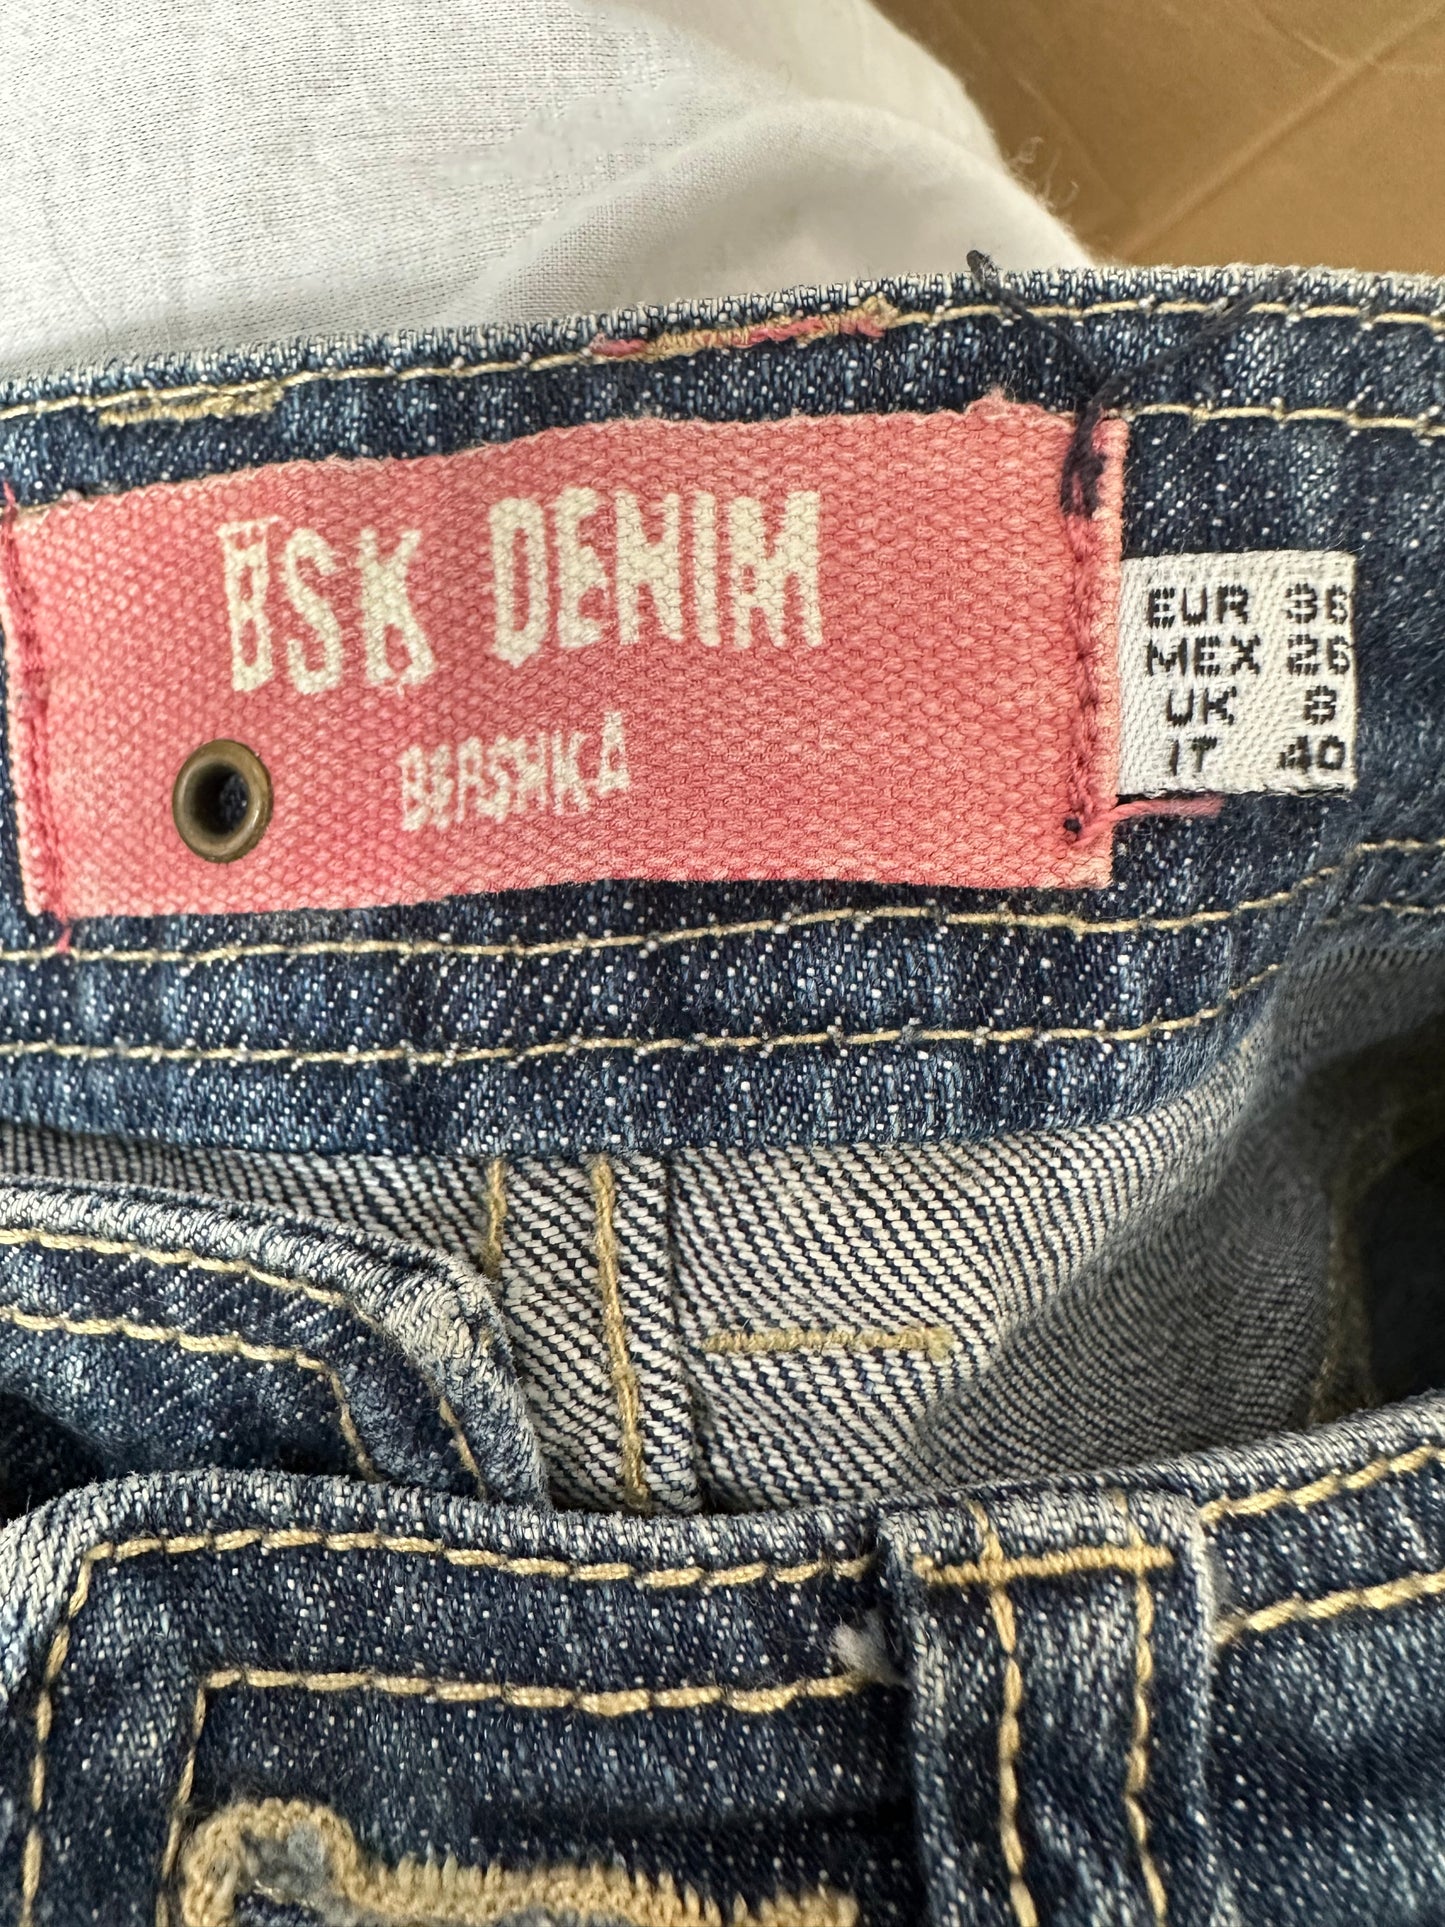 BSK DENIM
BERSHKA
EUR 36
MEX 26
UK 8
IT 40